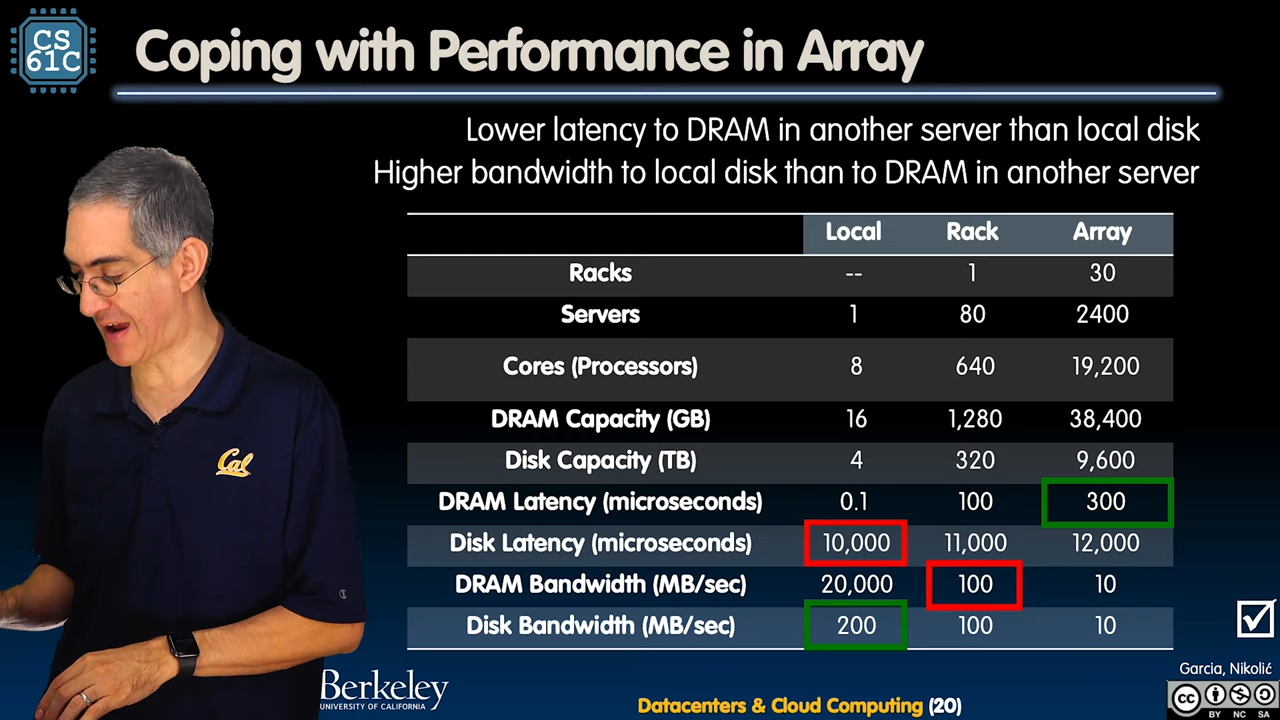 CS
61C
Coping with Performance in Array
Lower latency to DRAM in another server than local disk
Higher bandwidth to local disk than to DRAM in another server
Local Rack Array
Racks -- 1 30
Servers 1 80 2400
Cores (Processors) 8 640 19,200
DRAM Capacity (GB) 16 1,280 38,400
Disk Capacity (TB) 4 320 9,600
DRAM Latency (microseconds) 0.1 100 300
Disk Latency (microseconds) 10,000 11,000 12,000
DRAM Bandwidth (MB/sec) 20,000 100 10
Disk Bandwidth (MB/sec) 200 100 10
Cal
Berkeley
UNIVERSITY OF CALIFORNIA
Datacenters & Cloud Computing (20)
Garcia, Nikolić
cc
BY NC SA